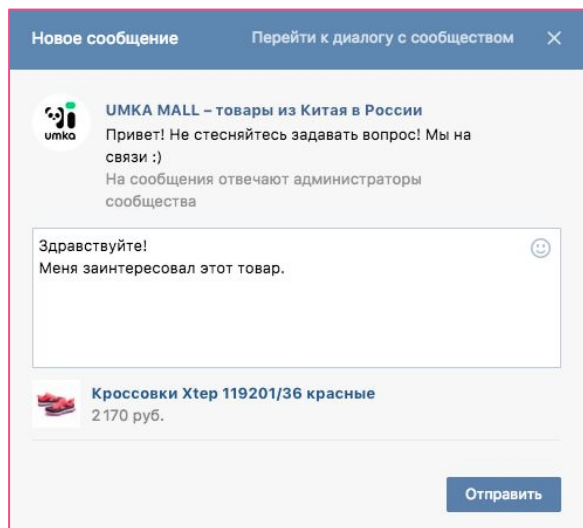 Новое сообщение Перейти к диалогу с сообществом
umka
UMKA MALL – товары из Китая в России
Привет! Не стесняйтесь задавать вопрос! Мы на
связи :)
На сообщения отвечают администраторы
сообщества
Здравствуйте!
Меня заинтересовал этот товар.
Кроссовки Xtep 119201/36 красные
2 170 руб.
Отправить